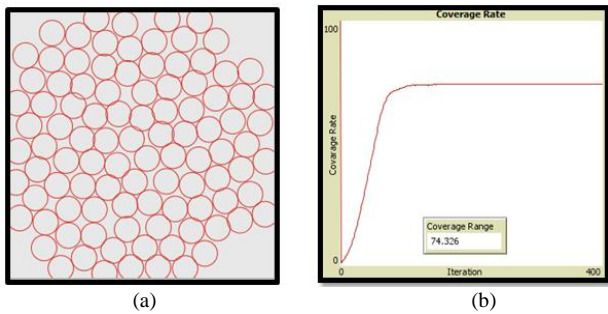 Coverage Rate
100
Covarage Rate
Coverage Range
74.326
0
0
Iteration
400
(a)
(b)